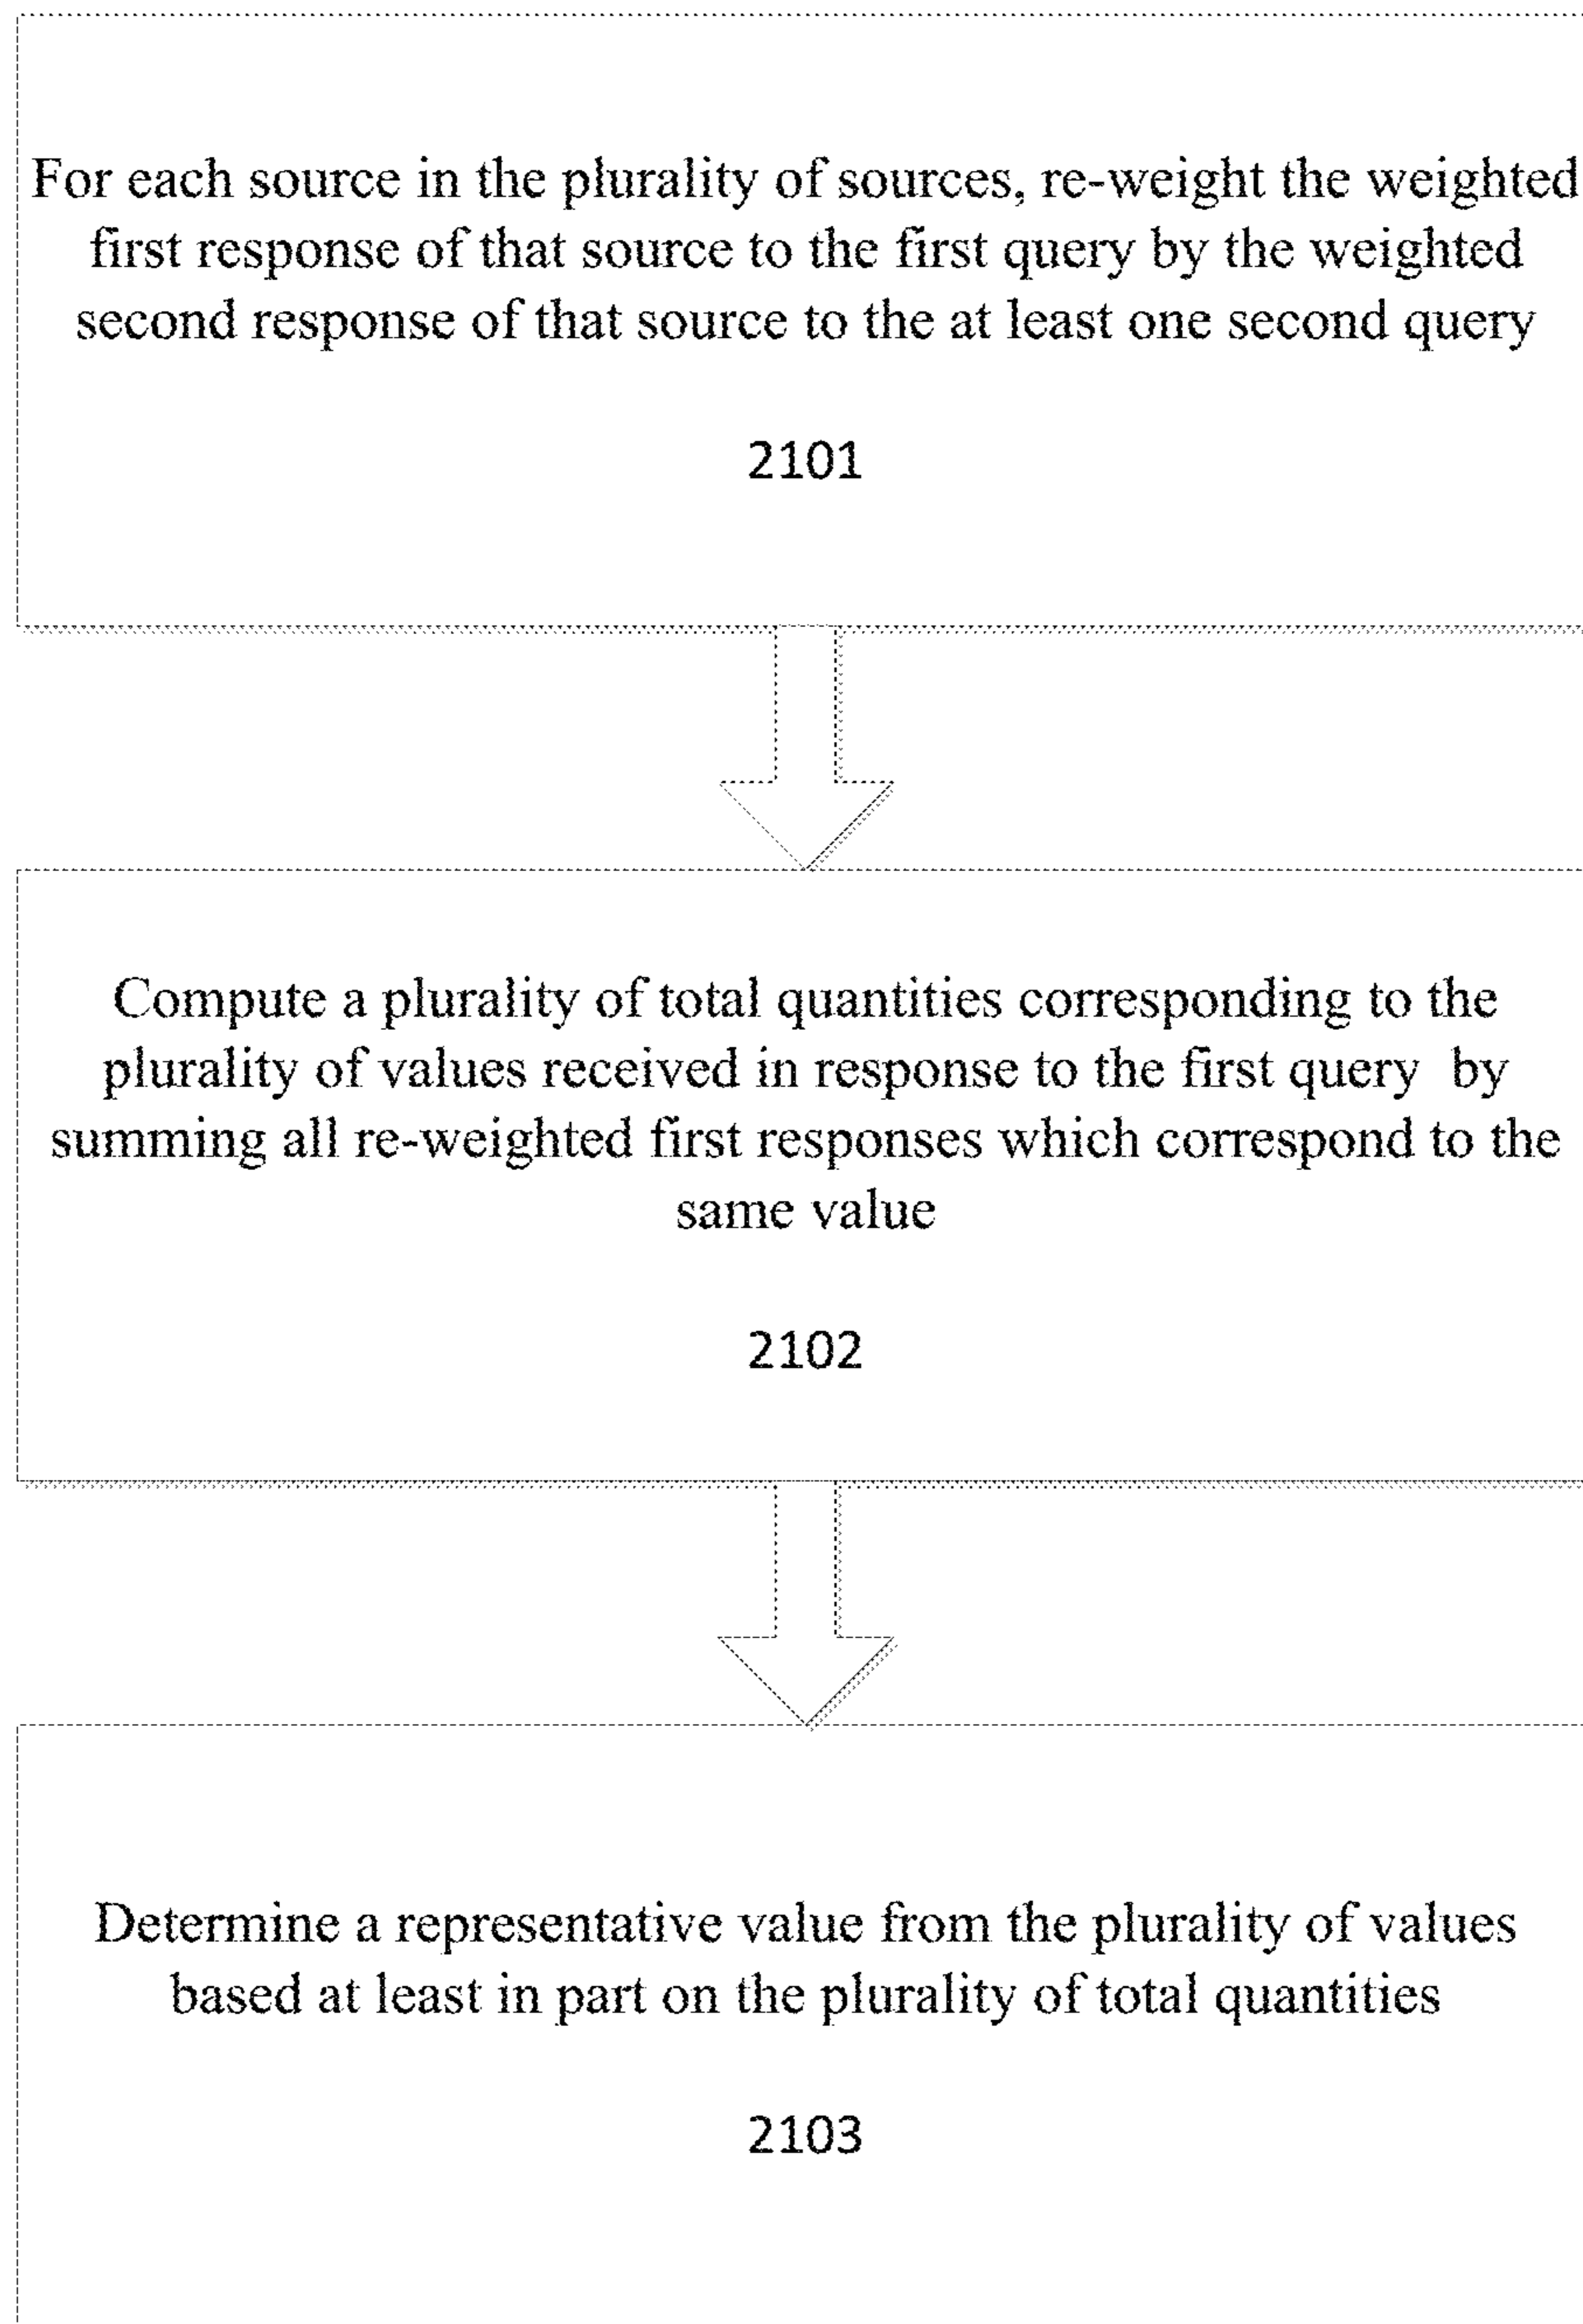 For each source in the plurality of sources, re-weight the weighted
first response of that source to the first query by the weighted
second response of that source to the at least one second query
2101
Compute a plurality of total quantities corresponding to the
plurality of values received in response to the first query by
summing all re-weighted first responses which correspond to the
same value
2102
Determine a representative value from the plurality of values
based at least in part on the plurality of total quantities
2103